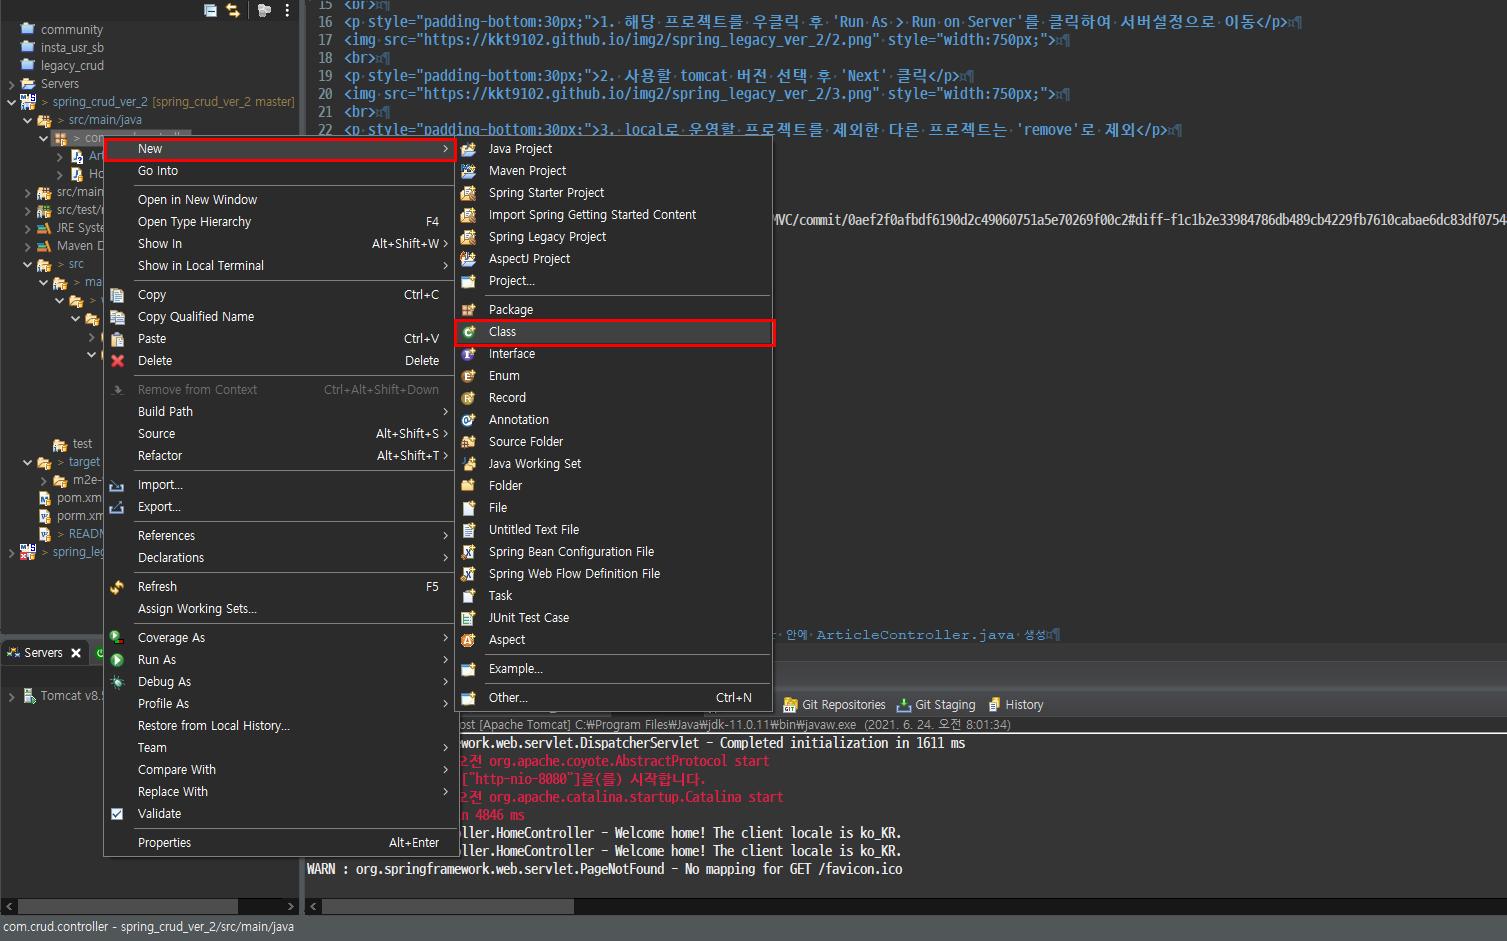 community
insta_usr_sb
legacy_crud
Servers
> spring_crud_ver_2 [spring_crud_ver_2 master]
> src/main/java
> 
Ar
Ho
src/main
src/test/r
JRE Syste
Maven D
> src
> ma
>
test
> target
m2e-
pom.xm
porm.xm
> READM
> spring_leg
15 <br>¤¶
16 <p·style="padding-bottom:30px;">1.·해당·프로젝트를·우클릭·후·'Run·As·>·Run·on·Server'를·클릭하여·서버설정으로·이동</p>¤¶
17 <img·src="https://kkt9102.github.io/img2/spring_legacy_ver_2/2.png"·style="width:750px;">¤¶
18 <br>¤¶
19 <p·style="padding-bottom:30px;">2.·사용할·tomcat·버전·선택·후·'Next'·클릭</p>¤¶
20 <img·src="https://kkt9102.github.io/img2/spring_legacy_ver_2/3.png"·style="width:750px;">¤¶
21 <br>¤¶
22 <p·style="padding-bottom:30px;">3.·local로·운영할·프로젝트를·제외한·다른·프로젝트는·'remove'로·제외</p>¤¶
MVC/commit/0aef2f0afbdf6190d2c49060751a5e70269f00c2#diff-f1c1b2e33984786db489cb4229fb7610cabae6dc83df0754
안에·ArticleController.java·생성¤¶
New
Go Into
Open in New Window
Open Type Hierarchy F4
Show In Alt+Shift+W >
Show in Local Terminal
Copy Ctrl+C
Copy Qualified Name
Paste Ctrl+V
Delete Delete
Remove from Context Ctrl+Alt+Shift+Down
Build Path
Source Alt+Shift+S >
Refactor Alt+Shift+T >
Import...
Export...
References
Declarations
Refresh F5
Assign Working Sets...
Coverage As
Run As
Debug As
Profile As
Restore from Local History...
Team
Compare With
Replace With
Validate
Properties Alt+Enter
Java Project
Maven Project
Spring Starter Project
Import Spring Getting Started Content
Spring Legacy Project
AspectJ Project
Project...
Package
Class
Interface
Enum
Record
Annotation
Source Folder
Java Working Set
Folder
File
Untitled Text File
Spring Bean Configuration File
Spring Web Flow Definition File
Task
JUnit Test Case
Aspect
Example...
Other... Ctrl+N
Servers
Tomcat v8.5
Git Repositories Git Staging History
ost [Apache Tomcat] C:₩Program Files₩Java₩jdk-11.0.11₩bin₩javaw.exe (2021. 6. 24. 오전 8:01:34)
work.web.servlet.DispatcherServlet - Completed initialization in 1611 ms
오전 org.apache.coyote.AbstractProtocol start
["http-nio-8080"]을(를) 시작합니다.
오전 org.apache.catalina.startup.Catalina start
n 4846 ms
ller.HomeController - Welcome home! The client locale is ko_KR.
ller.HomeController - Welcome home! The client locale is ko_KR.
WARN : org.springframework.web.servlet.PageNotFound - No mapping for GET /favicon.ico
com.crud.controller - spring_crud_ver_2/src/main/java